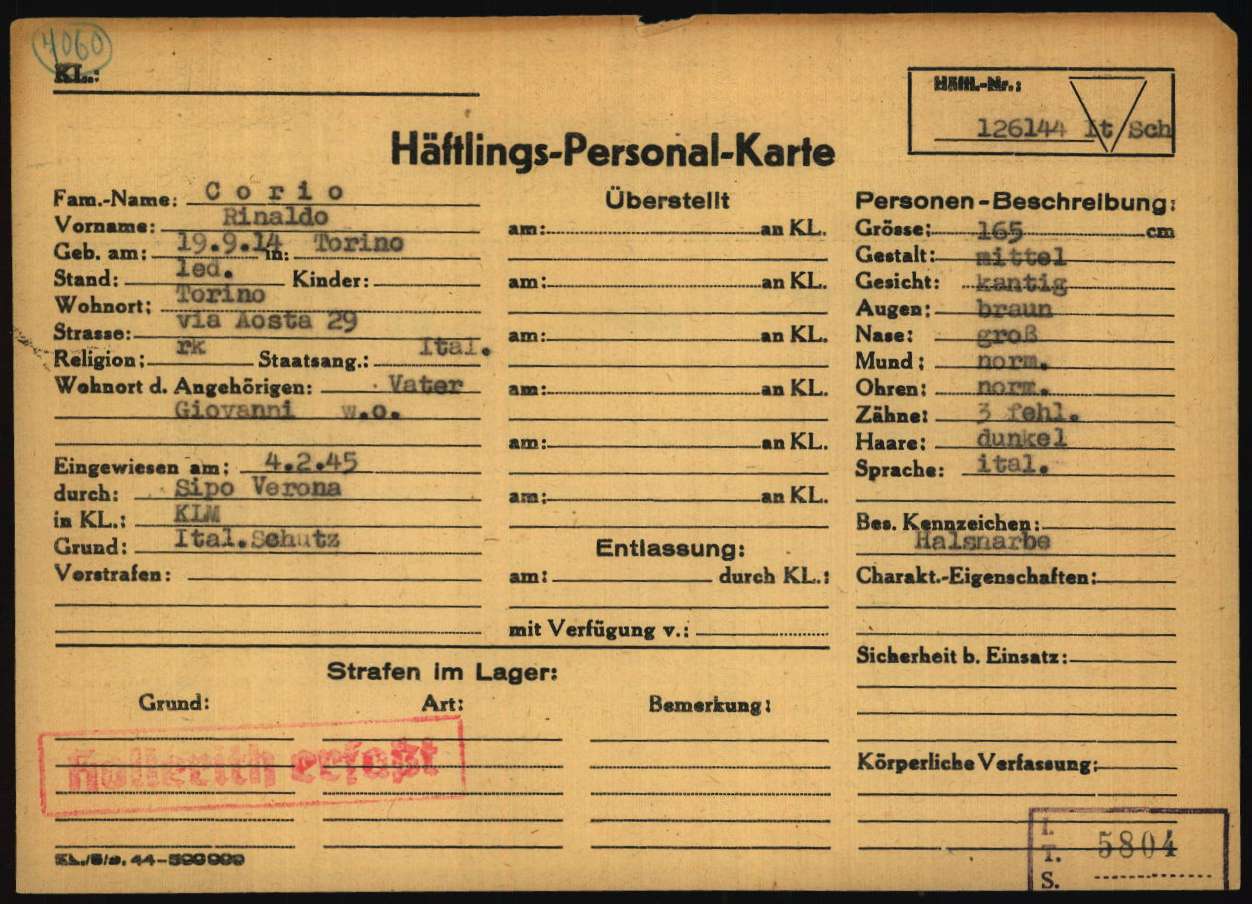 4060
KL.:
Häftl.-Nr.:
126144 It/Sch
Häftlings-Personal-Karte
Fam.-Name: Corio
Vorname: Rinaldo
Geb. am: 19.9.14 in: Torino
Stand: led. Kinder:
Wohnort: Torino
Strasse: via Aosta 29
Religion: rk Staatsang.: Ital.
Wohnort d. Angehörigen: Vater
Giovanni w.o.
Eingewiesen am: 4.2.45
durch: Sipo Verona
in KL.: KLM
Grund: Ital.Schutz
Vorstrafen:
Überstellt
am: an KL.
am: an KL.
am: an KL.
am: an KL.
am: an KL.
am: an KL.
Entlassung:
am: durch KL.:
mit Verfügung v.:
Personen-Beschreibung:
Grösse: 165 cm
Gestalt: mittel
Gesicht: kantig
Augen: braun
Nase: groß
Mund: norm.
Ohren: norm.
Zähne: 3 fehl.
Haare: dunkel
Sprache: ital.
Bes. Kennzeichen:
Halsnarbe
Charakt.-Eigenschaften:
Sicherheit b. Einsatz:
Körperliche Verfassung:
Strafen im Lager:
Grund: Art: Bemerkung:
Hollerith erfaßt
44-500000
I.
T. 5804
S.